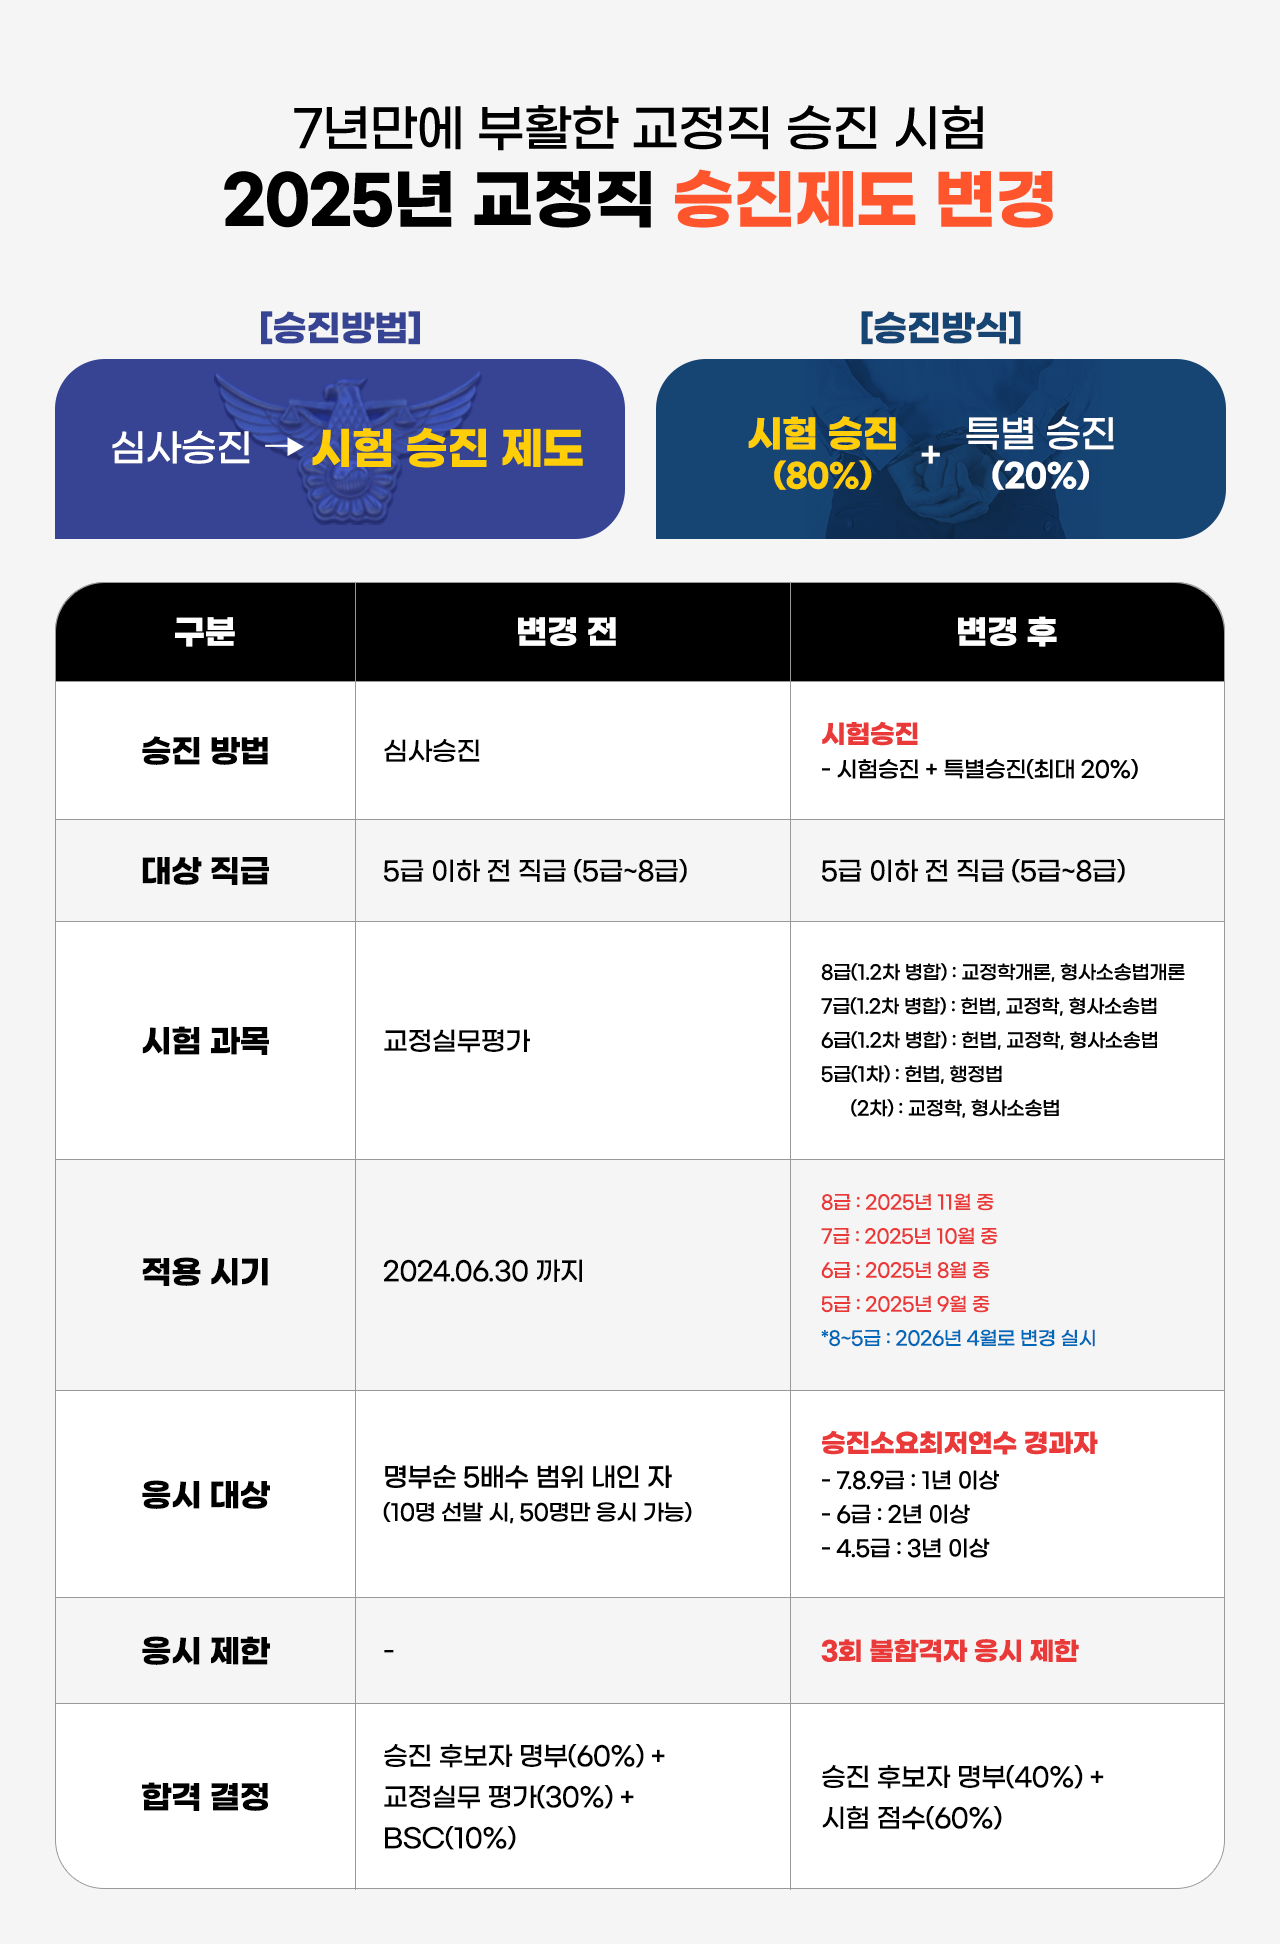 7년만에 부활한 교정직 승진 시험
2025년 교정직 승진제도 변경
[승진방법]
심사승진 → 시험 승진 제도
[승진방식]
시험 승진
(80%)
+
특별 승진
(20%)
구분
변경 전
변경 후
승진 방법
심사승진
시험승진
- 시험승진 + 특별승진(최대 20%)
대상 직급
5급 이하 전 직급 (5급~8급)
5급 이하 전 직급 (5급~8급)
시험 과목
교정실무평가
8급(1.2차 병합) : 교정학개론, 형사소송법개론
7급(1.2차 병합) : 헌법, 교정학, 형사소송법
6급(1.2차 병합) : 헌법, 교정학, 형사소송법
5급(1차) : 헌법, 행정법
(2차) : 교정학, 형사소송법
적용 시기
2024.06.30 까지
8급 : 2025년 11월 중
7급 : 2025년 10월 중
6급 : 2025년 8월 중
5급 : 2025년 9월 중
*8~5급 : 2026년 4월로 변경 실시
응시 대상
명부순 5배수 범위 내인 자
(10명 선발 시, 50명만 응시 가능)
승진소요최저연수 경과자
- 7.8.9급 : 1년 이상
- 6급 : 2년 이상
- 4.5급 : 3년 이상
응시 제한
-
3회 불합격자 응시 제한
합격 결정
승진 후보자 명부(60%) +
교정실무 평가(30%) +
BSC(10%)
승진 후보자 명부(40%) +
시험 점수(60%)